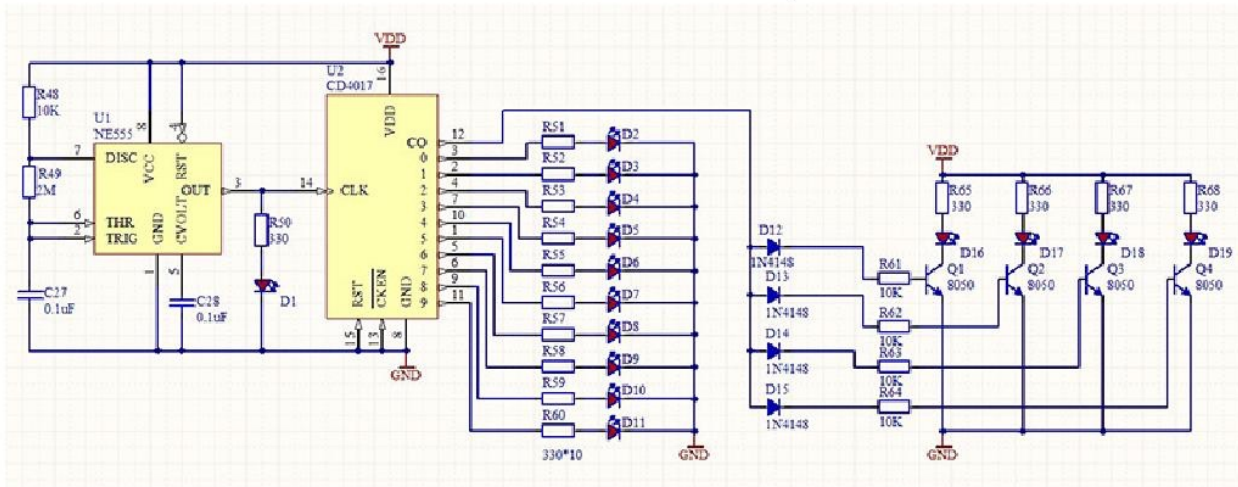 VDD
U2
CD4017
16
VDD
R48
10K
U1
NE555
8
4
7
DISC
VCC
RST
R49
2M
OUT
3
6
THR
2
TRIG
GND
CVOLT
1
5
C27
0.1uF
C28
0.1uF
R50
330
D1
14
CLK
RST
CKEN
GND
15
13
8
GND
CO
12
0
3
1
2
2
4
3
7
4
10
5
1
6
5
7
6
8
9
9
11
R51
D2
R52
D3
R53
D4
R54
D5
R55
D6
R56
D7
R57
D8
R58
D9
R59
D10
R60
D11
330*10
GND
D12
1N4148
D13
1N4148
D14
1N4148
D15
1N4148
R61
10K
R62
10K
R63
10K
R64
10K
VDD
R65
330
R66
330
R67
330
R68
330
D16
D17
D18
D19
Q1
8050
Q2
8050
Q3
8050
Q4
8050
GND